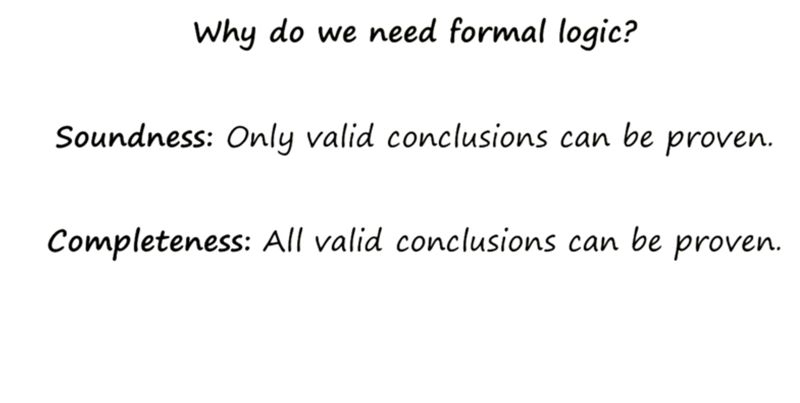 Why do we need formal logic?
Soundness: Only valid conclusions can be proven.
Completeness: All valid conclusions can be proven.